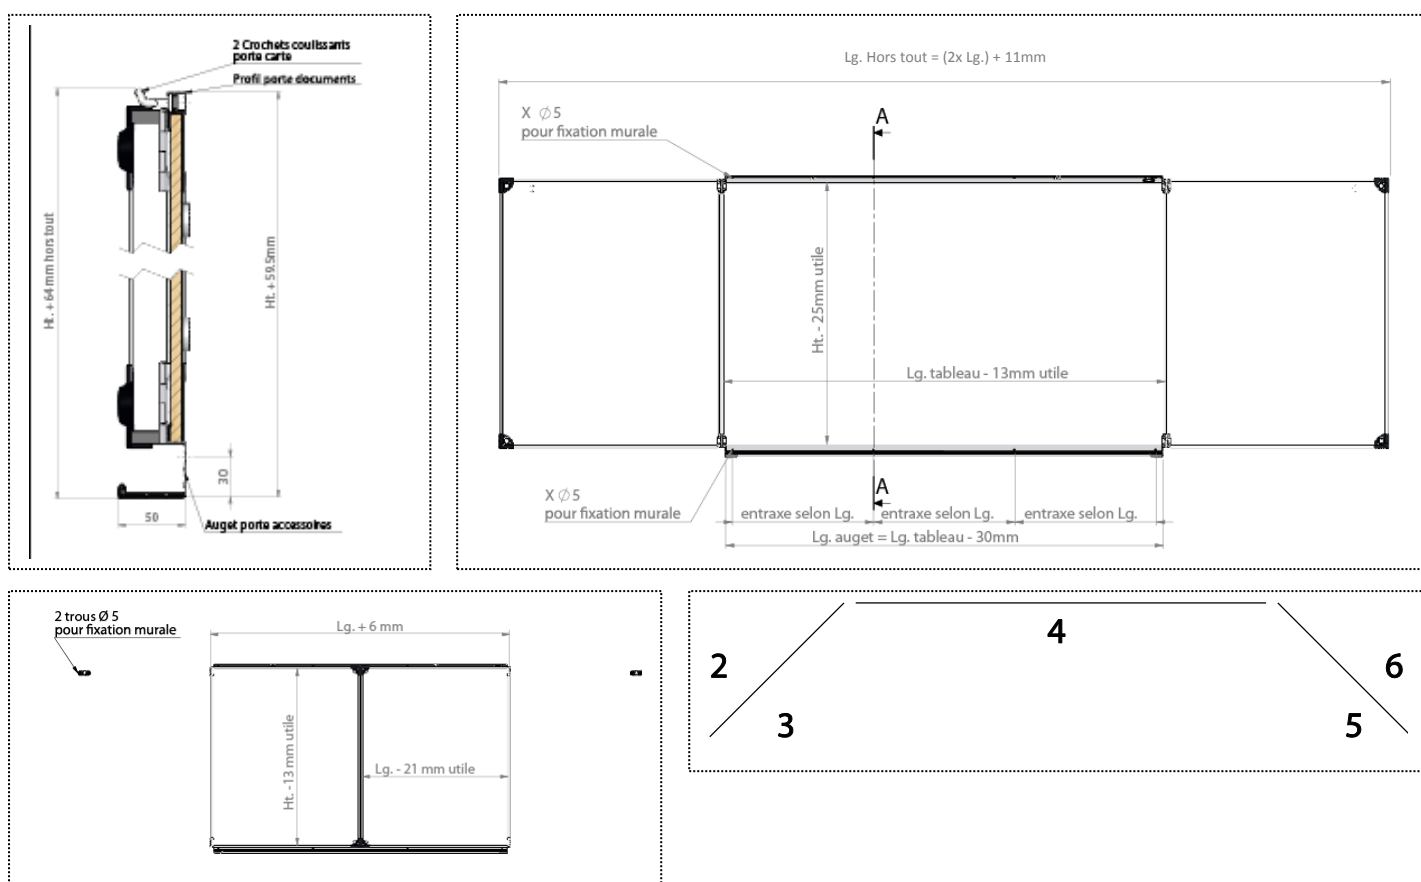 2 Crochets coulissants
porte carte
Profil porte documents
Ht. + 64 mm hors tout
Ht. + 59.5mm
30
50
Auget porte accessoires
Lg. Hors tout = (2x Lg.) + 11mm
X Ø 5
pour fixation murale
A
Ht. - 25mm utile
Lg. tableau - 13mm utile
X Ø 5
pour fixation murale
A
entraxe selon Lg.
entraxe selon Lg.
entraxe selon Lg.
Lg. auget = Lg. tableau - 30mm
2 trous Ø 5
pour fixation murale
Lg. + 6 mm
Ht. -13 mm utile
Lg. - 21 mm utile
4
2
6
3
5